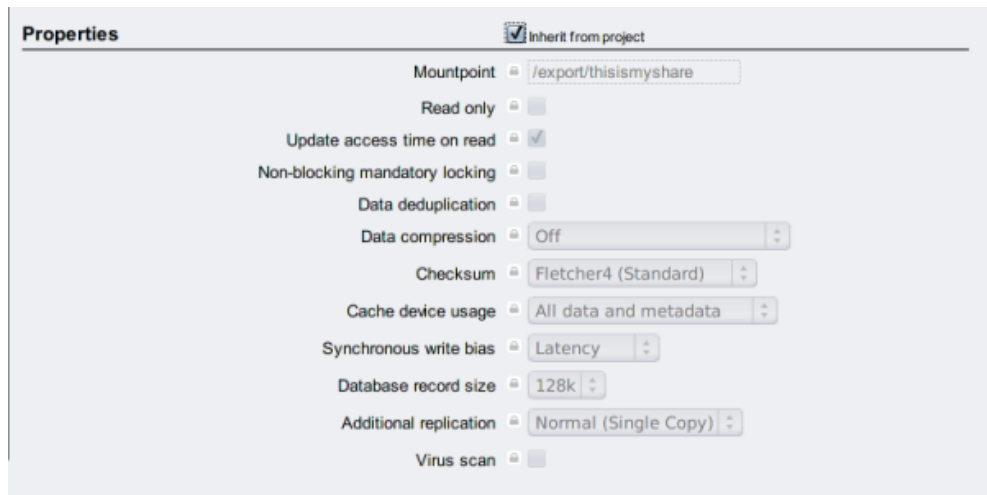 Properties Inherit from project
Mountpoint /export/thisismyshare
Read only
Update access time on read
Non-blocking mandatory locking
Data deduplication
Data compression Off
Checksum Fletcher4 (Standard)
Cache device usage All data and metadata
Synchronous write bias Latency
Database record size 128k
Additional replication Normal (Single Copy)
Virus scan